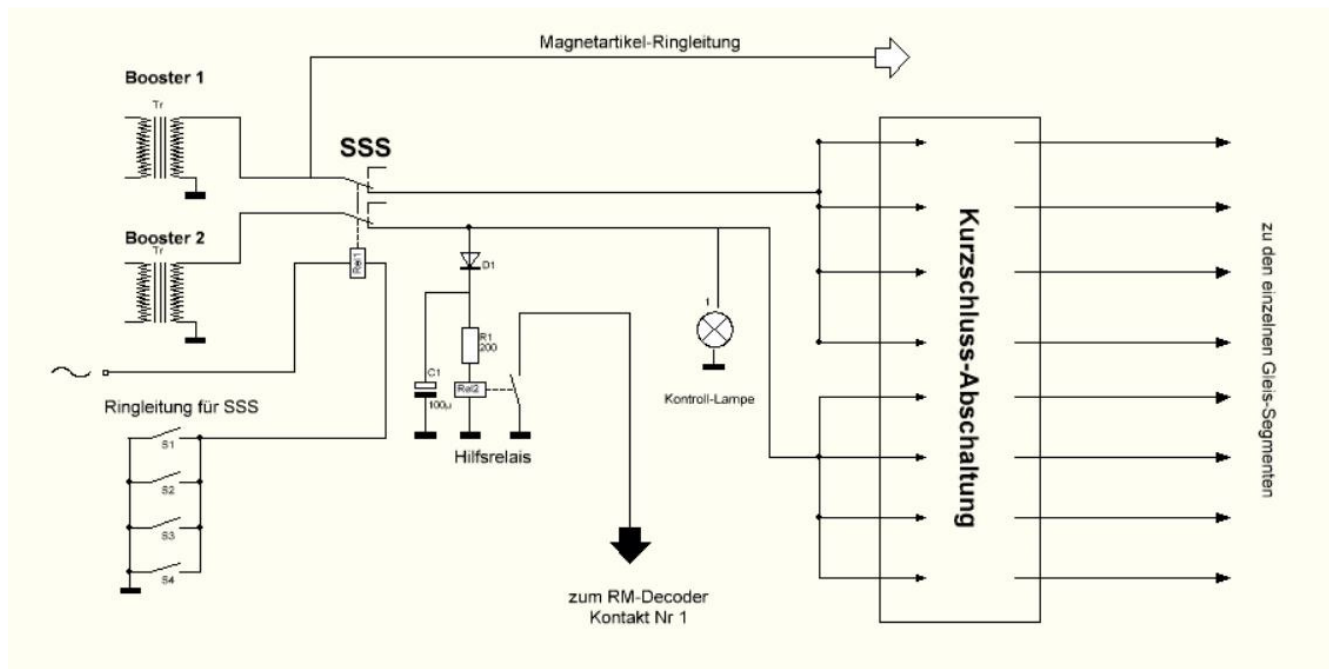 Magnetartikel-Ringleitung
Booster 1
Tr
SSS
Booster 2
Tr
Rel1
D1
R1
200
C1
100µ
Rel2
1
Kontroll-Lampe
Ringleitung für SSS
S1
S2
S3
S4
Hilfsrelais
zum RM-Decoder
Kontakt Nr 1
Kurzschluss-Abschaltung
zu den einzelnen Gleis-Segmenten